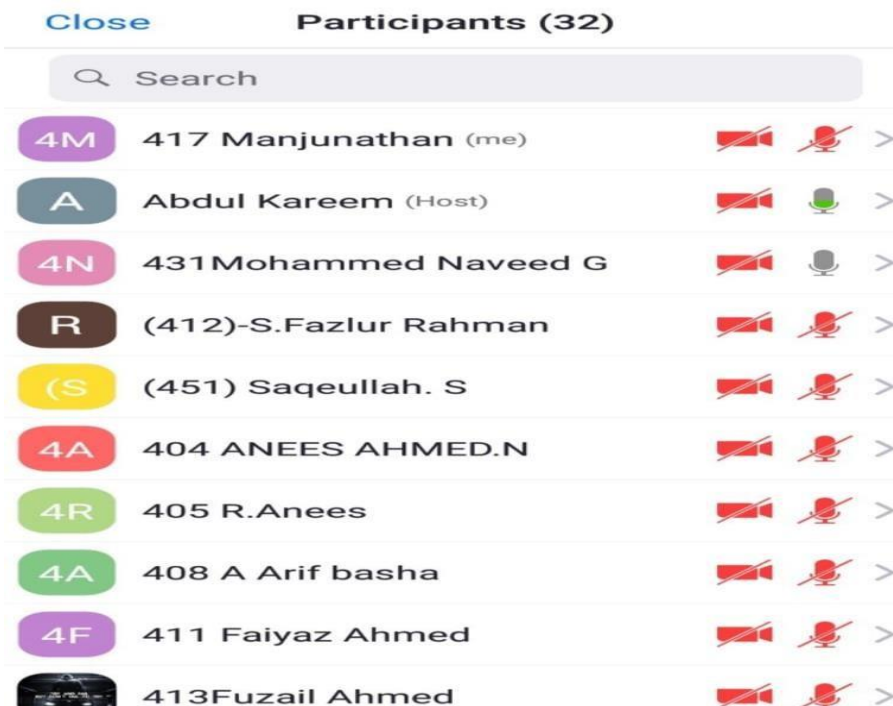 Close Participants (32)
Search
4M 417 Manjunathan (me)
A Abdul Kareem (Host)
4N 431Mohammed Naveed G
R (412)-S.Fazlur Rahman
(S (451) Saqeullah. S
4A 404 ANEES AHMED.N
4R 405 R.Anees
4A 408 A Arif basha
4F 411 Faiyaz Ahmed
413Fuzail Ahmed